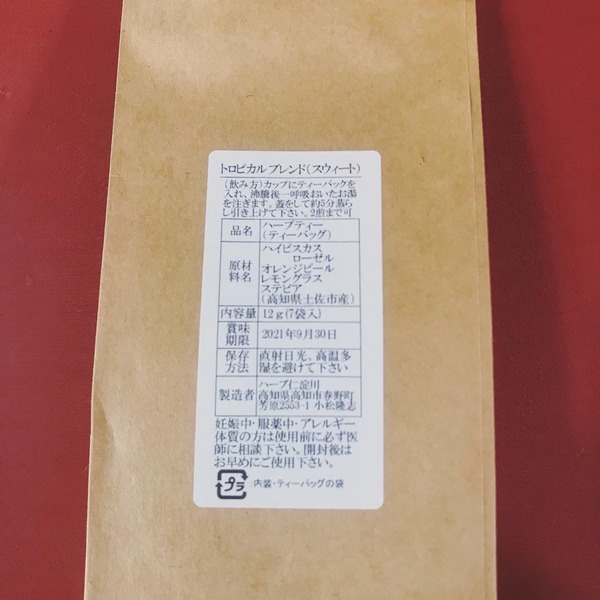 トロピカルブレンド(スウィート)
(飲み方)カップにティーパックを
入れ、沸騰後一呼吸おいたお湯
を注ぎます。蓋をして約5分蒸ら
し引き上げて下さい。2煎まで可
品名 ハーブティー
(ティーバッグ)
原材料名 ハイビスカス
ローゼル
オレンジピール
レモングラス
ステビア
(高知県土佐市産)
内容量 12g(7袋入)
賞味期限 2021年9月30日
保存方法 直射日光、高温多
湿を避けて下さい
製造者 ハーブ仁淀川
高知県高知市春野町
芳原2553-1 小松隆志
妊娠中・服薬中・アレルギー
体質の方は使用前に必ず医
師に相談下さい。開封後は
お早めにご使用下さい。
プラ 内装・ティーバッグの袋